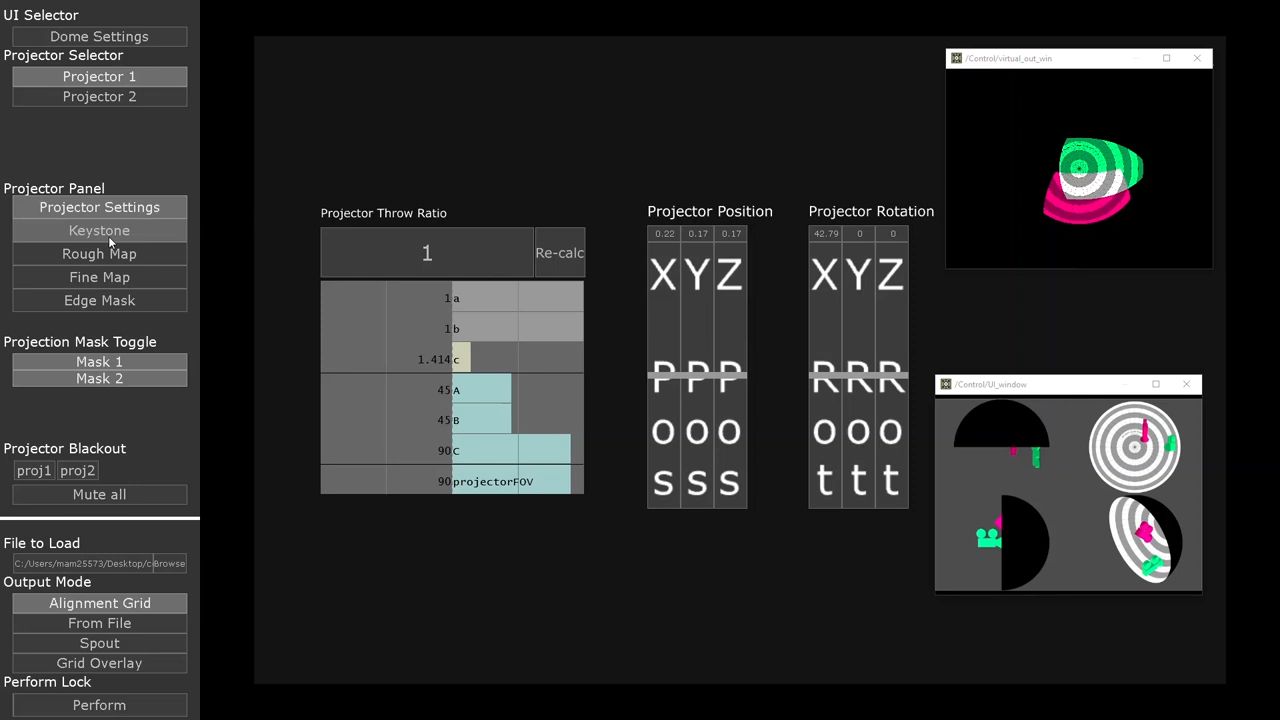 UI Selector
Dome Settings
Projector Selector
Projector 1
Projector 2
Projector Panel
Projector Settings
Keystone
Rough Map
Fine Map
Edge Mask
Projection Mask Toggle
Mask 1
Mask 2
Projector Blackout
proj1 proj2
Mute all
File to Load
C:/Users/mam25573/Desktop/c Browse
Output Mode
Alignment Grid
From File
Spout
Grid Overlay
Perform Lock
Perform
Projector Throw Ratio
1 Re-calc
1 a
1 b
1.414 c
45 A
45 B
90 C
90 projectorFOV
Projector Position
0.22 0.17 0.17
X Y Z
P P P
o o o
s s s
Projector Rotation
42.79 0 0
X Y Z
R R R
o o o
t t t
/Control/virtual_out_win
/Control/UI_window